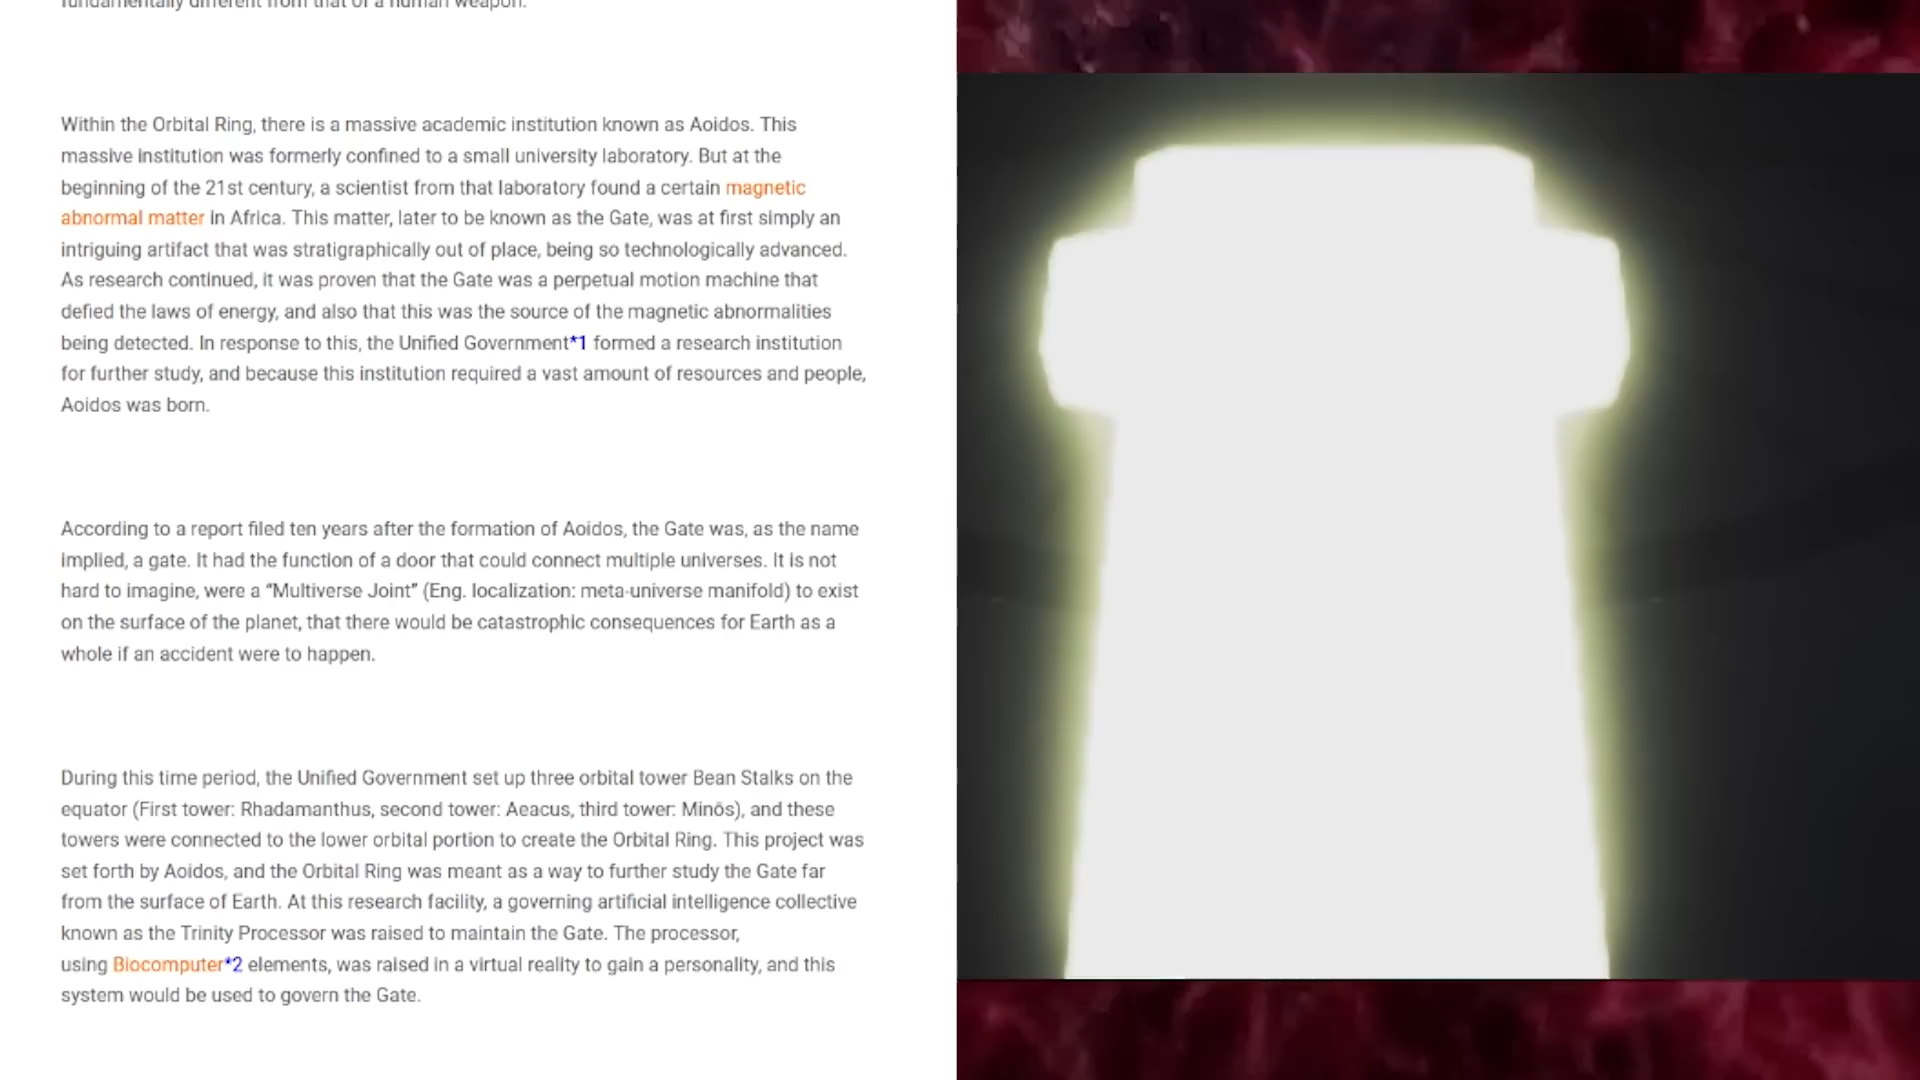 fundamentally different from that of a human weapon.
Within the Orbital Ring, there is a massive academic institution known as Aoidos. This
massive institution was formerly confined to a small university laboratory. But at the
beginning of the 21st century, a scientist from that laboratory found a certain magnetic
abnormal matter in Africa. This matter, later to be known as the Gate, was at first simply an
intriguing artifact that was stratigraphically out of place, being so technologically advanced.
As research continued, it was proven that the Gate was a perpetual motion machine that
defied the laws of energy, and also that this was the source of the magnetic abnormalities
being detected. In response to this, the Unified Government*1 formed a research institution
for further study, and because this institution required a vast amount of resources and people,
Aoidos was born.
According to a report filed ten years after the formation of Aoidos, the Gate was, as the name
implied, a gate. It had the function of a door that could connect multiple universes. It is not
hard to imagine, were a “Multiverse Joint” (Eng. localization: meta-universe manifold) to exist
on the surface of the planet, that there would be catastrophic consequences for Earth as a
whole if an accident were to happen.
During this time period, the Unified Government set up three orbital tower Bean Stalks on the
equator (First tower: Rhadamanthus, second tower: Aeacus, third tower: Minös), and these
towers were connected to the lower orbital portion to create the Orbital Ring. This project was
set forth by Aoidos, and the Orbital Ring was meant as a way to further study the Gate far
from the surface of Earth. At this research facility, a governing artificial intelligence collective
known as the Trinity Processor was raised to maintain the Gate. The processor,
using Biocomputer*2 elements, was raised in a virtual reality to gain a personality, and this
system would be used to govern the Gate.